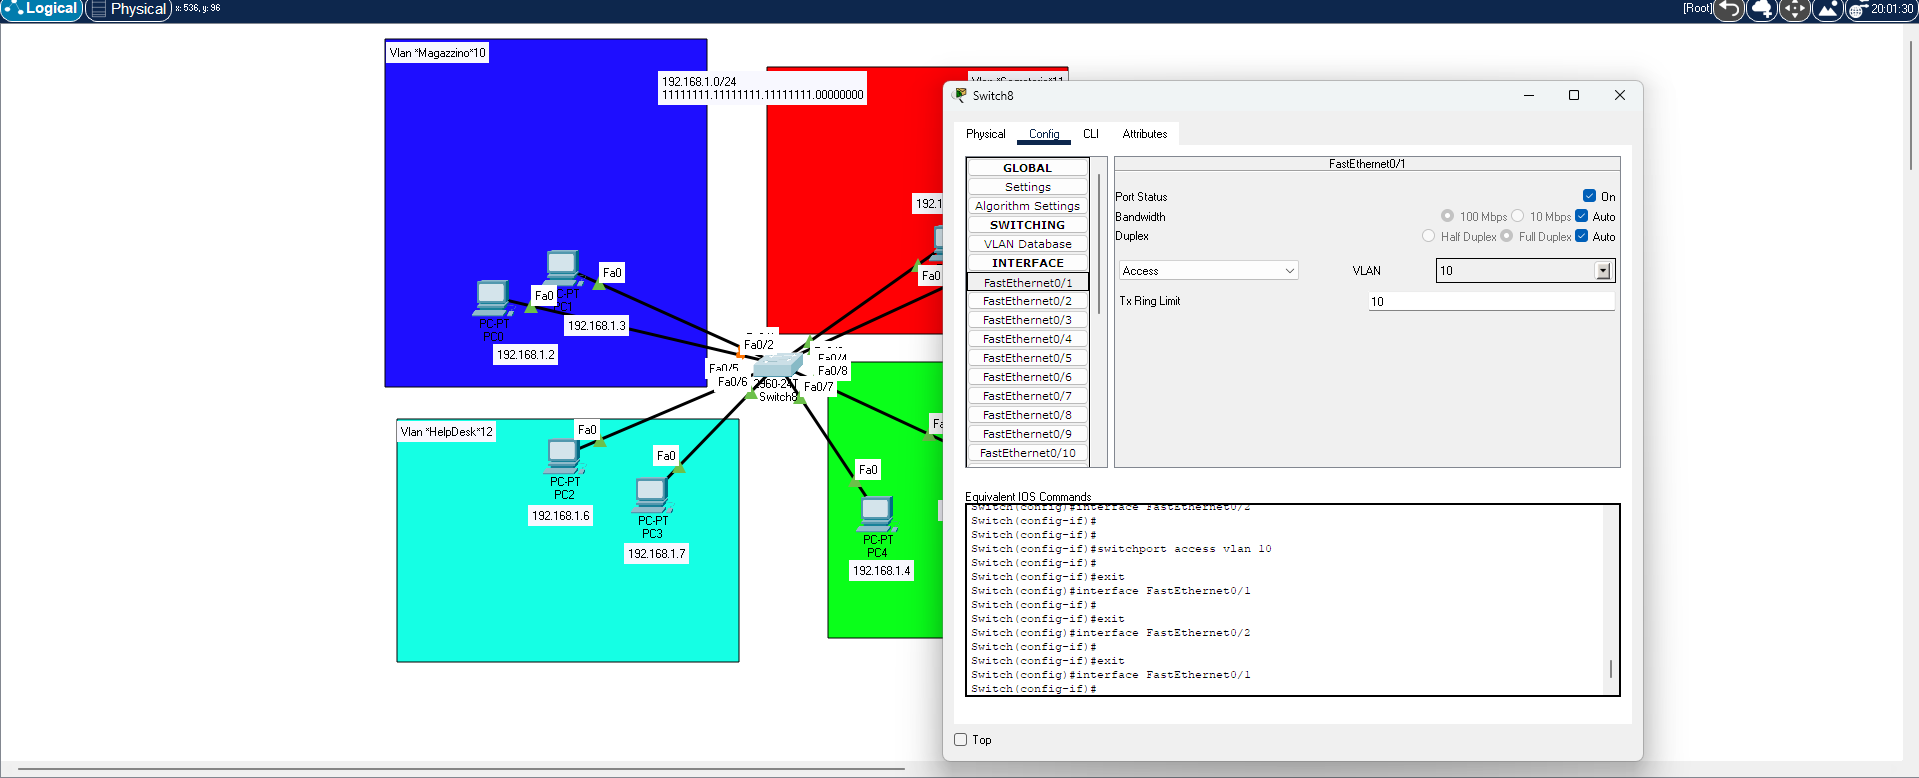 Logical
Physical
x: 536, y: 96
[Root]
20:01:30
Vlan *Magazzino*10
192.168.1.0/24
11111111.11111111.11111111.00000000
192.1
Fa0
Fa0
Fa0
PC-PT
PC1
PC-PT
PC0
192.168.1.3
192.168.1.2
Fa0/2
Fa0/4
Fa0/5
Fa0/8
Fa0/6
Fa0/7
2960-24T
Switch8
Vlan *HelpDesk*12
Fa0
Fa0
PC-PT
PC2
192.168.1.6
PC-PT
PC3
192.168.1.7
Fa0
PC-PT
PC4
192.168.1.4
Switch8
Physical
Config
CLI
Attributes
GLOBAL
Settings
Algorithm Settings
SWITCHING
VLAN Database
INTERFACE
FastEthernet0/1
FastEthernet0/2
FastEthernet0/3
FastEthernet0/4
FastEthernet0/5
FastEthernet0/6
FastEthernet0/7
FastEthernet0/8
FastEthernet0/9
FastEthernet0/10
FastEthernet0/1
Port Status
On
Bandwidth
100 Mbps
10 Mbps
Auto
Duplex
Half Duplex
Full Duplex
Auto
Access
VLAN
10
Tx Ring Limit
10
Equivalent IOS Commands
Switch(config)#interface FastEthernet0/2
Switch(config-if)#
Switch(config-if)#
Switch(config-if)#switchport access vlan 10
Switch(config-if)#
Switch(config-if)#exit
Switch(config)#interface FastEthernet0/1
Switch(config-if)#
Switch(config-if)#exit
Switch(config)#interface FastEthernet0/2
Switch(config-if)#
Switch(config-if)#exit
Switch(config)#interface FastEthernet0/1
Switch(config-if)#
Top